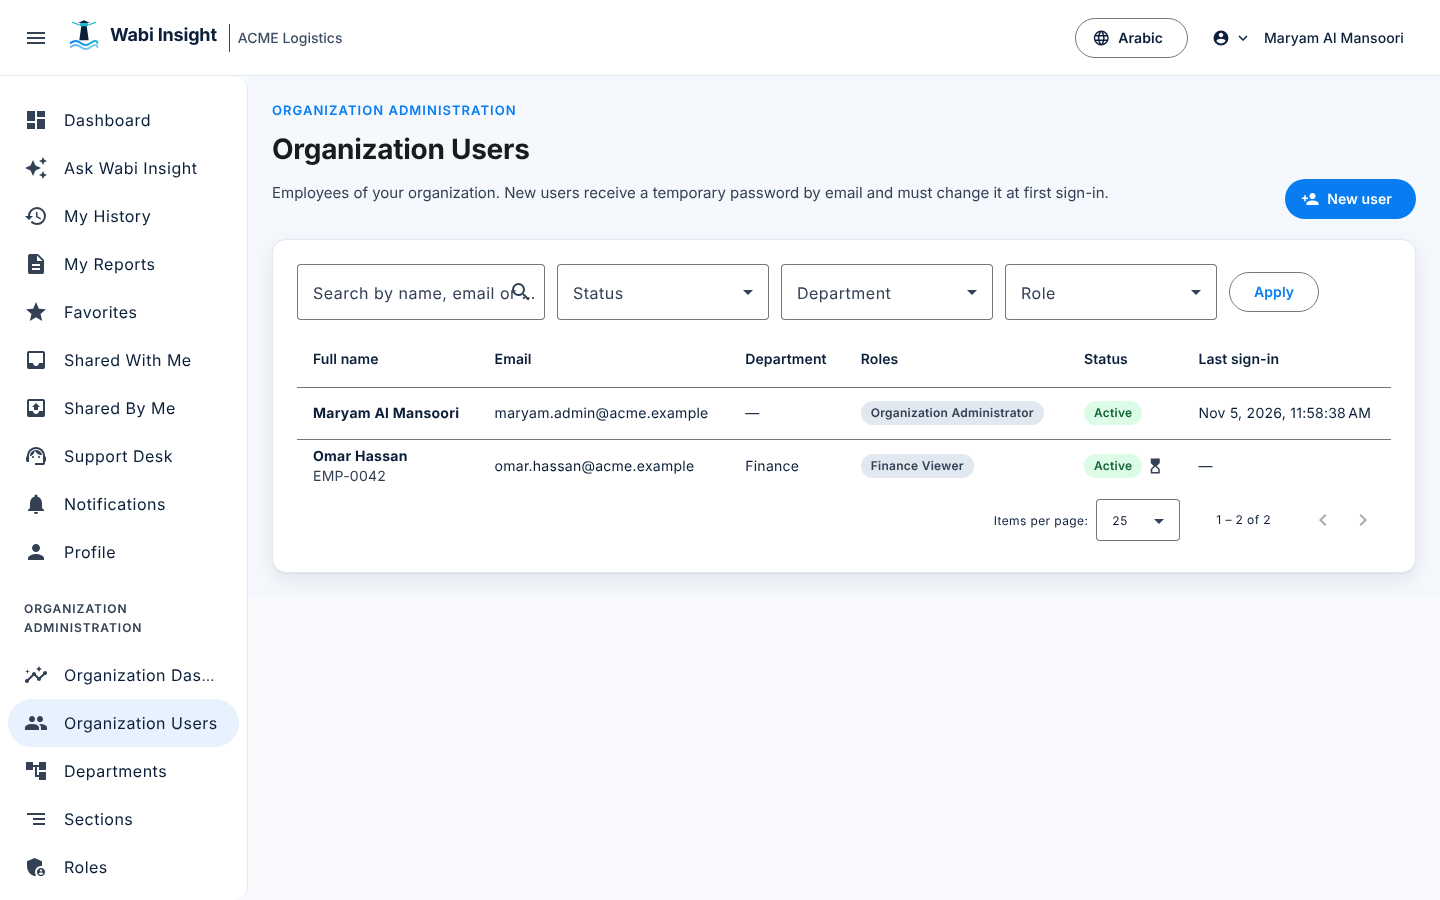 Wabi Insight
ACME Logistics
Arabic
Maryam Al Mansoori
Dashboard
Ask Wabi Insight
My History
My Reports
Favorites
Shared With Me
Shared By Me
Support Desk
Notifications
Profile
ORGANIZATION
ADMINISTRATION
Organization Das...
Organization Users
Departments
Sections
Roles
ORGANIZATION ADMINISTRATION
Organization Users
Employees of your organization. New users receive a temporary password by email and must change it at first sign-in.
New user
Search by name, email or...
Status
Department
Role
Apply
Full name Email Department Roles Status Last sign-in
Maryam Al Mansoori maryam.admin@acme.example — Organization Administrator Active Nov 5, 2026, 11:58:38 AM
Omar Hassan
EMP-0042
omar.hassan@acme.example Finance Finance Viewer Active —
Items per page: 25 1 – 2 of 2